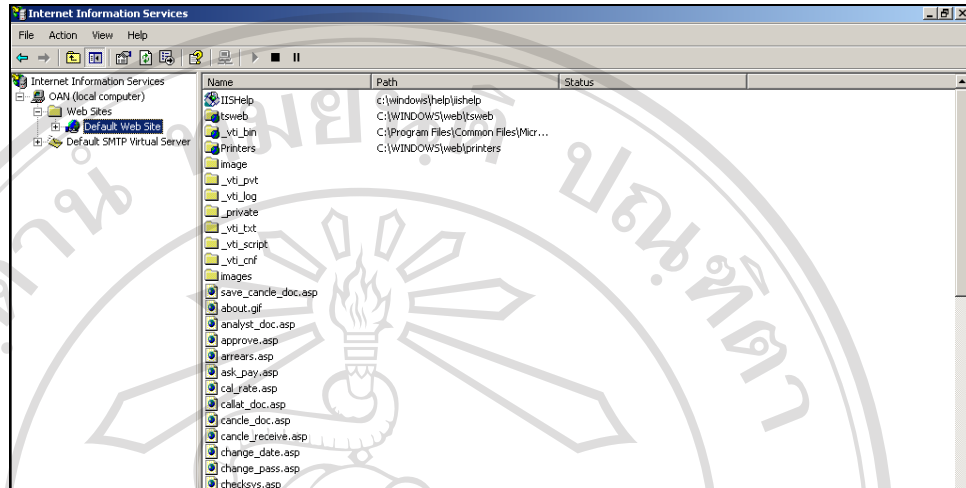 Internet Information Services
File Action View Help
Internet Information Services
OAN (local computer)
Web Sites
Default Web Site
Default SMTP Virtual Server
Name Path Status
IISHelp c:\windows\help\iishelp
tsweb C:\WINDOWS\web\tsweb
_vti_bin C:\Program Files\Common Files\Micr...
Printers C:\WINDOWS\web\printers
image
_vti_pvt
_vti_log
_private
_vti_txt
_vti_script
_vti_cnf
images
save_cancle_doc.asp
about.gif
analyst_doc.asp
approve.asp
arrears.asp
ask_pay.asp
cal_rate.asp
callat_doc.asp
cancle_doc.asp
cancle_receive.asp
change_date.asp
change_pass.asp
checksys.asp